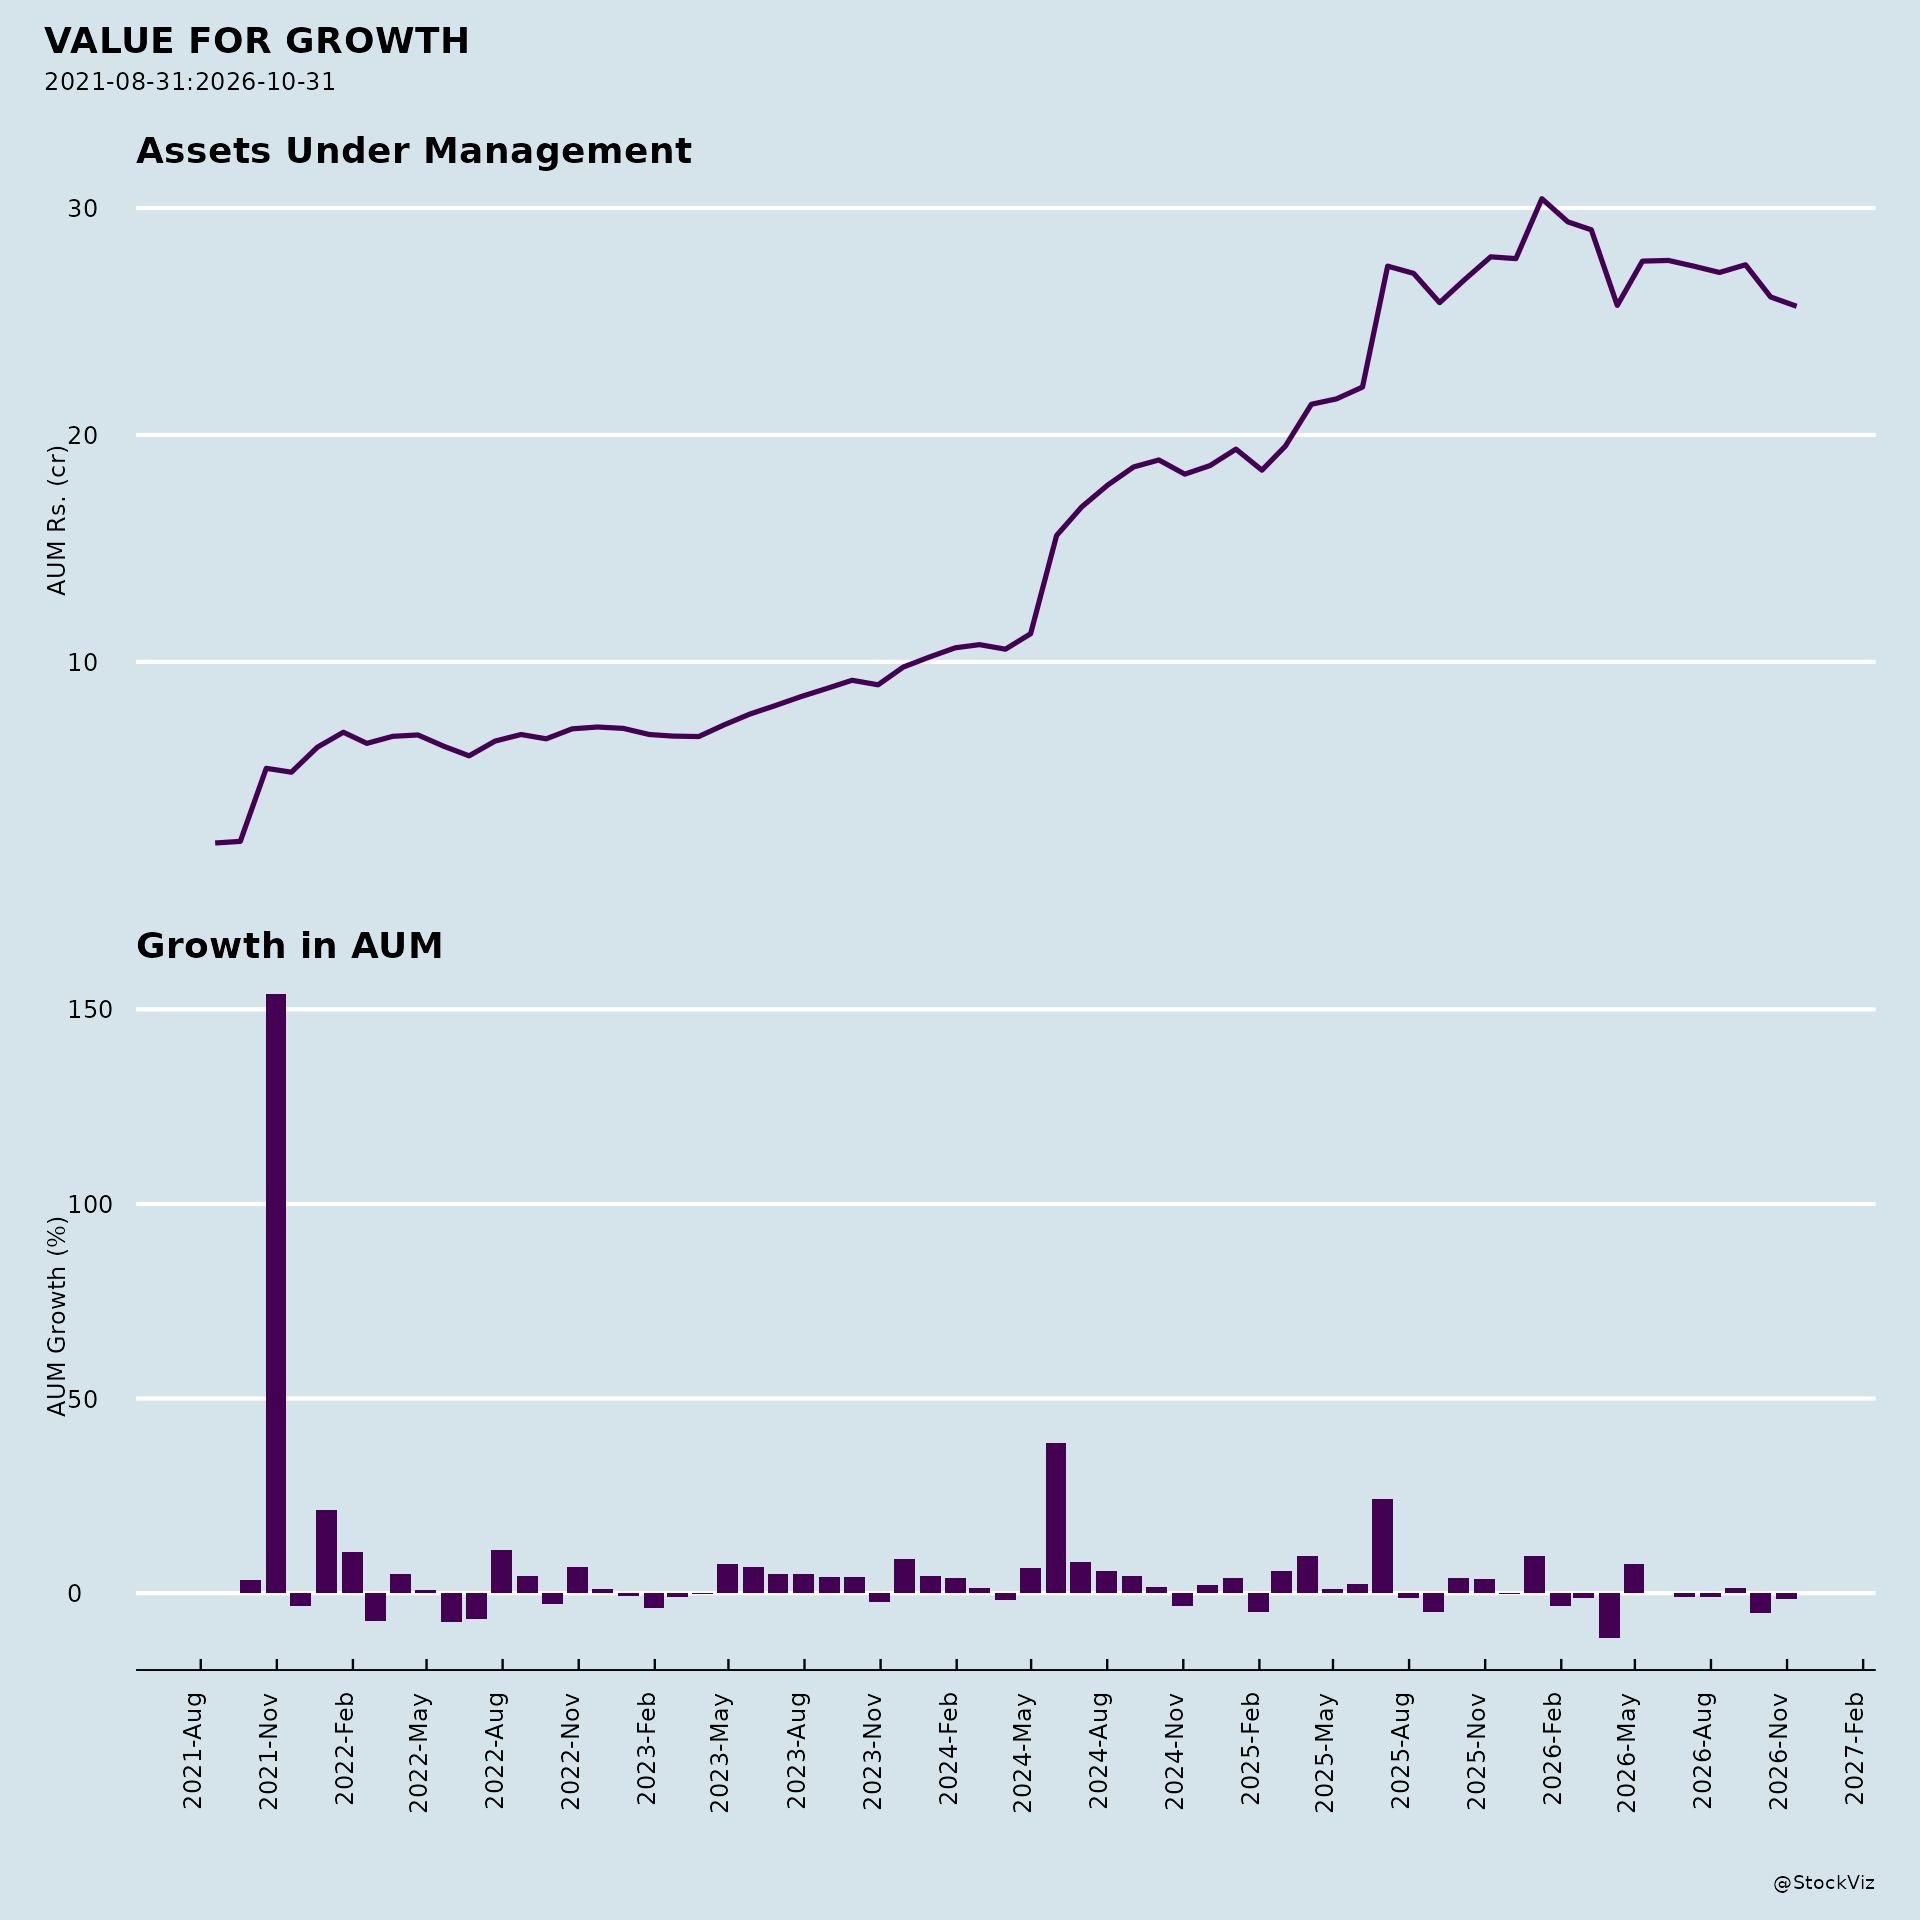 VALUE FOR GROWTH
2021-08-31:2026-10-31
Assets Under Management
AUM Rs. (cr)
30
20
10
Growth in AUM
AUM Growth (%)
150
100
50
0
2021-Aug
2021-Nov
2022-Feb
2022-May
2022-Aug
2022-Nov
2023-Feb
2023-May
2023-Aug
2023-Nov
2024-Feb
2024-May
2024-Aug
2024-Nov
2025-Feb
2025-May
2025-Aug
2025-Nov
2026-Feb
2026-May
2026-Aug
2026-Nov
2027-Feb
@StockViz